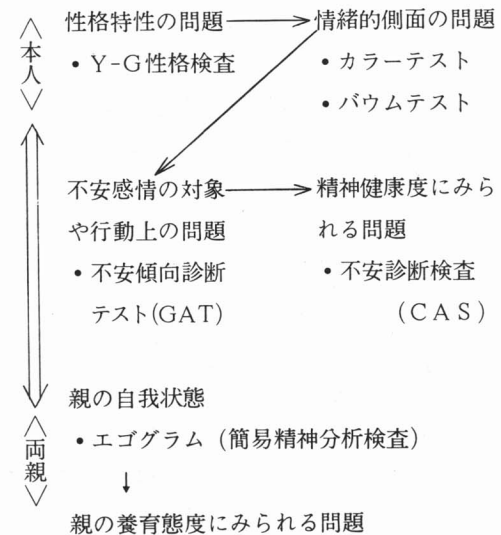 〈本人〉
性格特性の問題
・Y-G性格検査
情緒的側面の問題
・カラーテスト
・バウムテスト
不安感情の対象
や行動上の問題
・不安傾向診断
テスト(GAT)
精神健康度にみら
れる問題
・不安診断検査
(CAS)
〈両親〉
親の自我状態
・エゴグラム(簡易精神分析検査)
親の養育態度にみられる問題